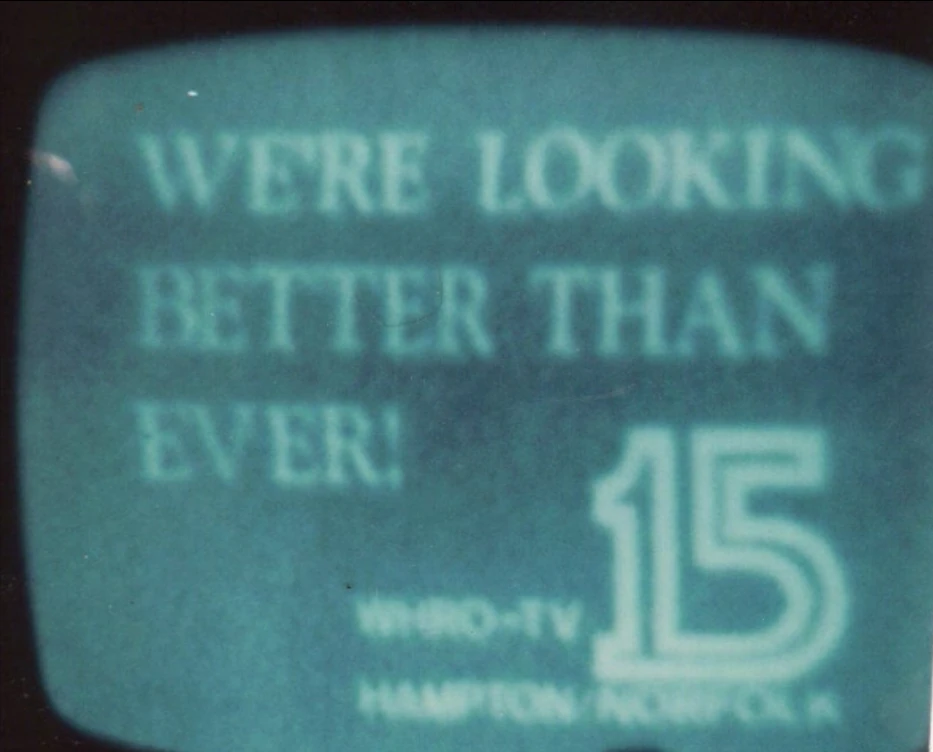 WE'RE LOOKING
BETTER THAN
EVER!
15
WHRO-TV
HAMPTON/NORFOLK